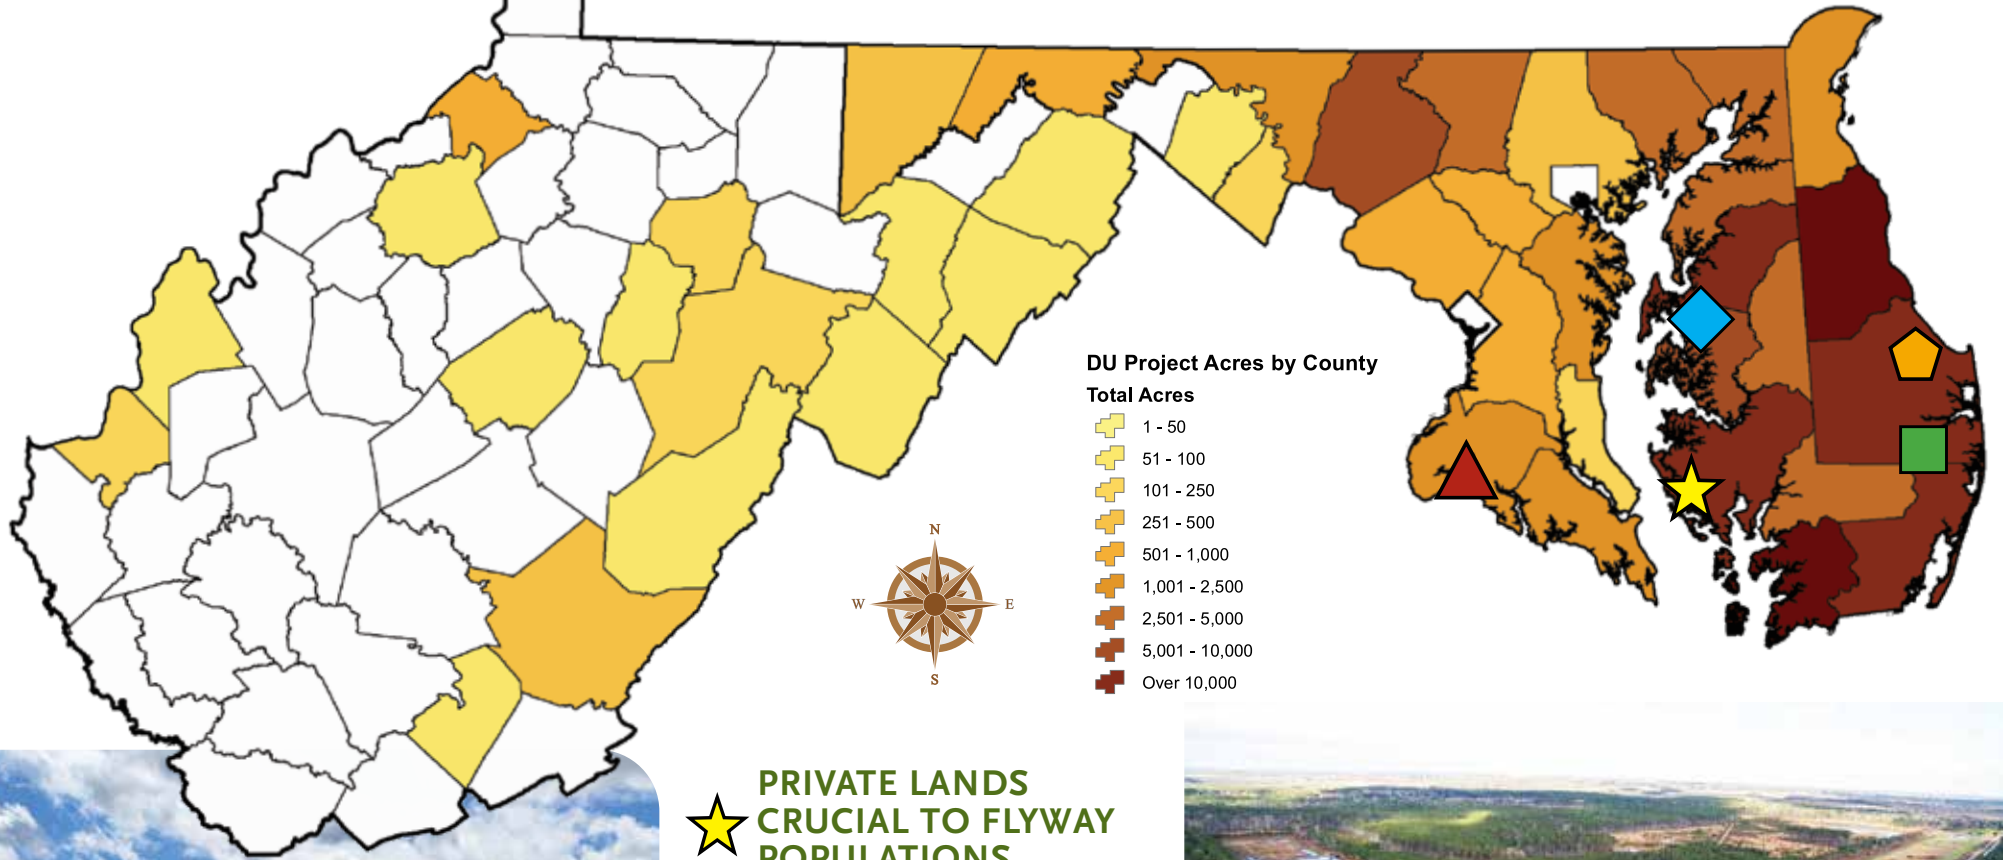 DU Project Acres by County
Total Acres
1 - 50
51 - 100
101 - 250
251 - 500
501 - 1,000
1,001 - 2,500
2,501 - 5,000
5,001 - 10,000
Over 10,000
N
W
E
S
PRIVATE LANDS
CRUCIAL TO FLYWAY
POPULATIONS